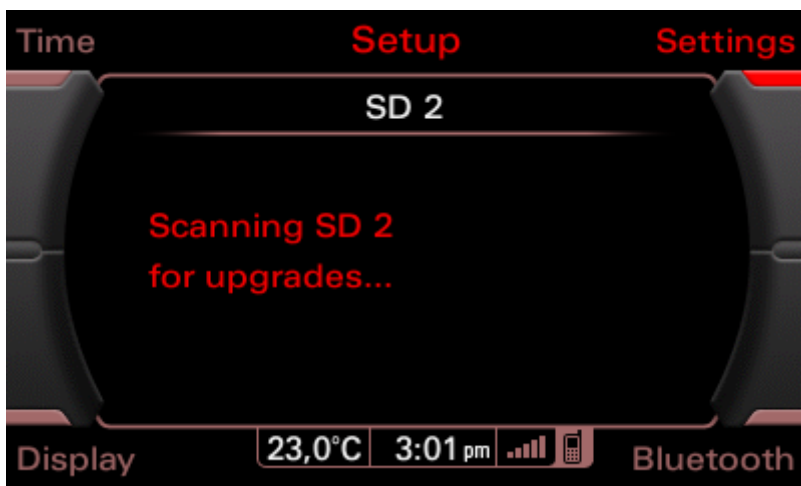 Time Setup Settings
SD 2
Scanning SD 2
for upgrades...
Display 23,0°C 3:01 pm Bluetooth